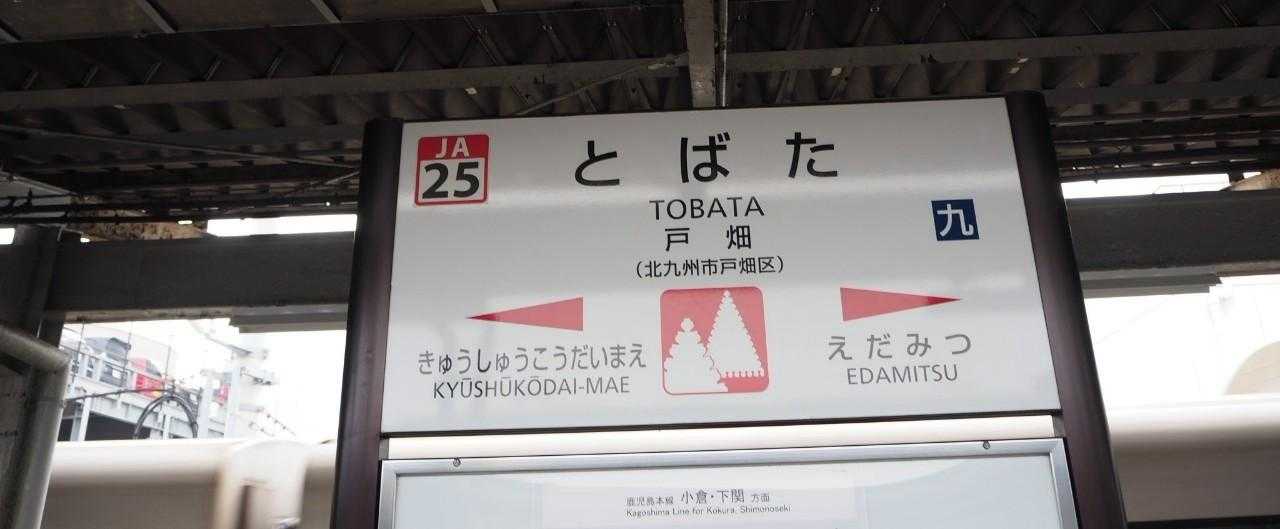 JA
25
とばた
TOBATA
戸畑
(北九州市戸畑区)
九
きゅうしゅうこうだいまえ
KYŪSHŪKŌDAI-MAE
えだみつ
EDAMITSU
鹿児島本線 小倉・下関 方面
Kagoshima Line for Kokura, Shimonoseki